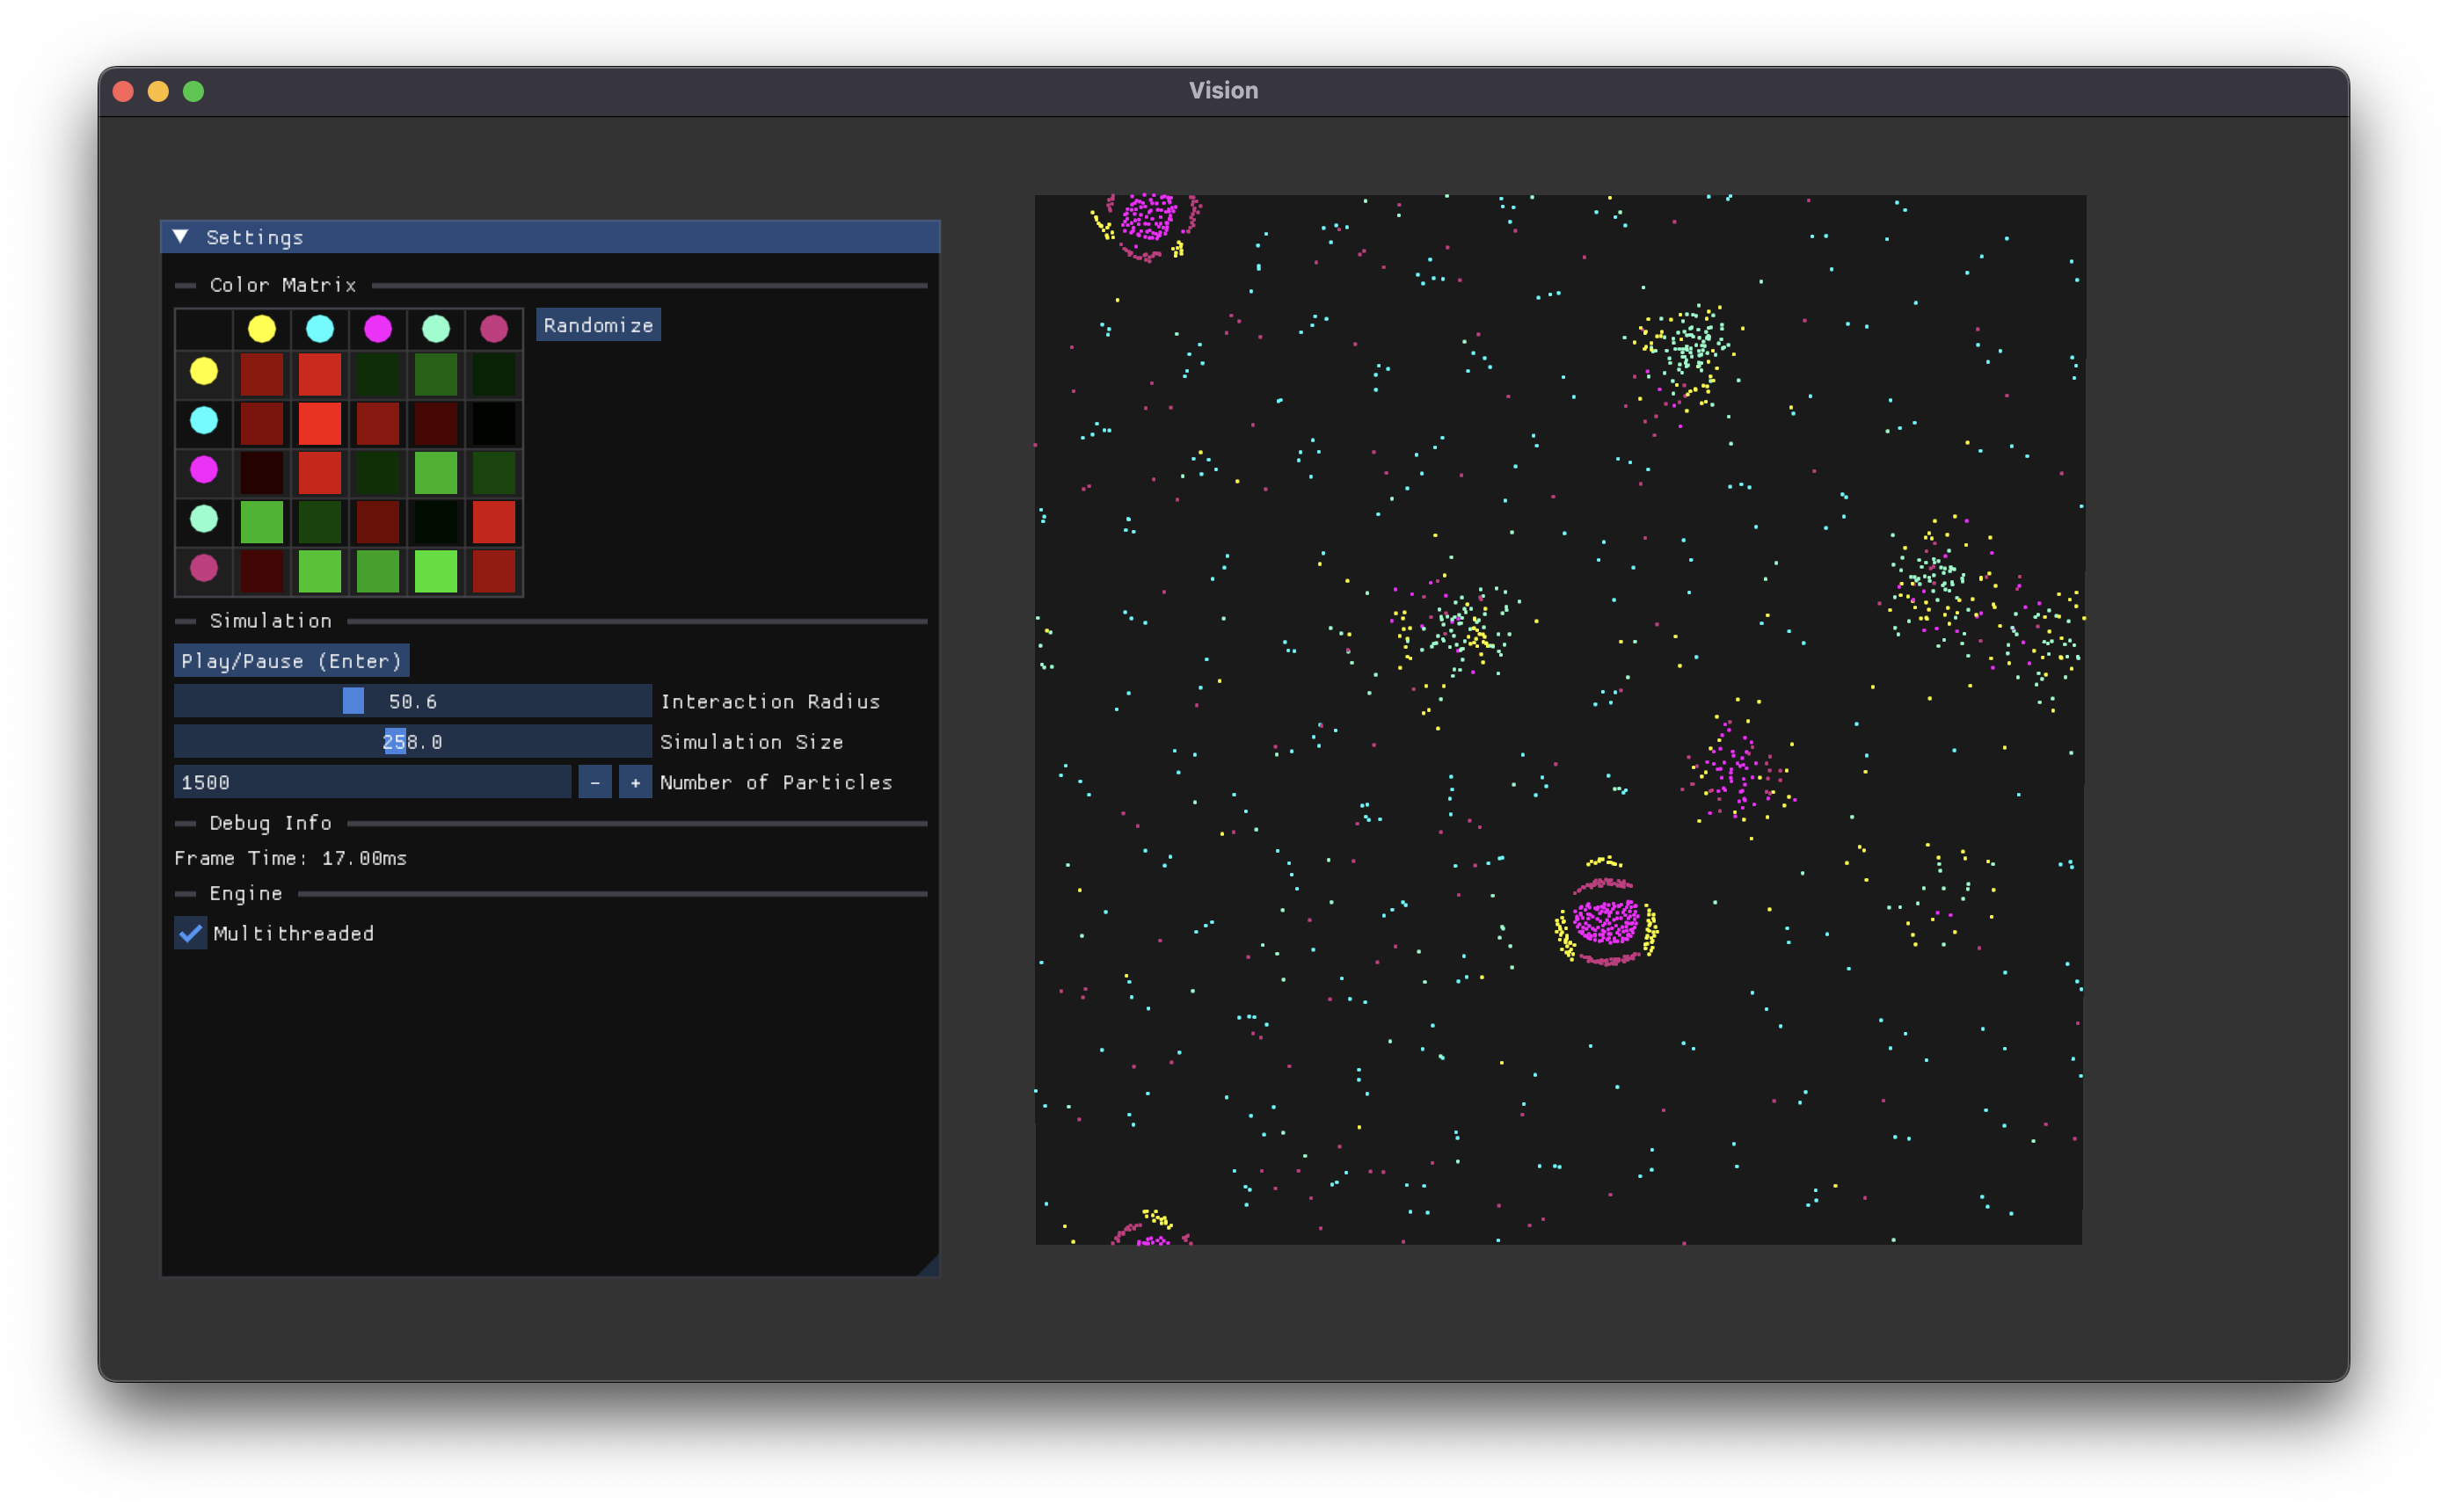 Vision
Settings
Color Matrix
Randomize
Simulation
Play/Pause (Enter)
50.6 Interaction Radius
258.0 Simulation Size
1500 - + Number of Particles
Debug Info
Frame Time: 17.00ms
Engine
Multithreaded